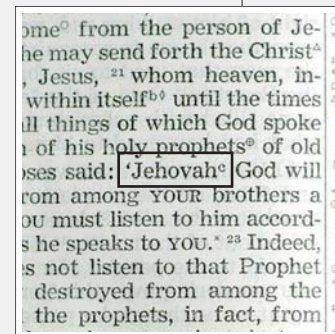 ome° from the person of Je-
he may send forth the Christ^
, Jesus, 21 whom heaven, in-
within itselfb◊ until the times
ll things of which God spoke
n of his holy prophets⊕ of old
oses said: ‘Jehovahc God will
rom among YOUR brothers a
OU must listen to him accord-
s he speaks to YOU.* 23 Indeed,
s not listen to that Prophet
destroyed from among the
the prophets, in fact, from